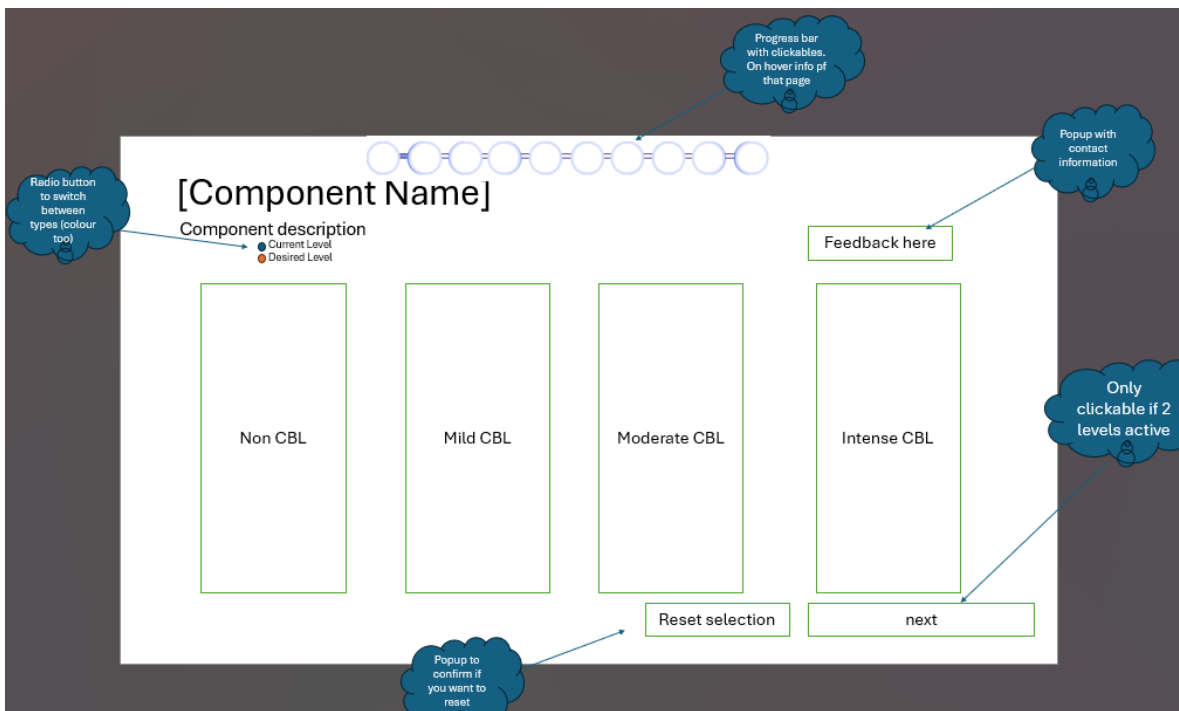 Progress bar
with clickables.
On hover info pf
that page
Popup with
contact
information
Radio button
to switch
between
types (colour
too)
[Component Name]
Component description
Current Level
Desired Level
Feedback here
Non CBL
Mild CBL
Moderate CBL
Intense CBL
Only
clickable if 2
levels active
Reset selection
next
Popup to
confirm if
you want to
reset